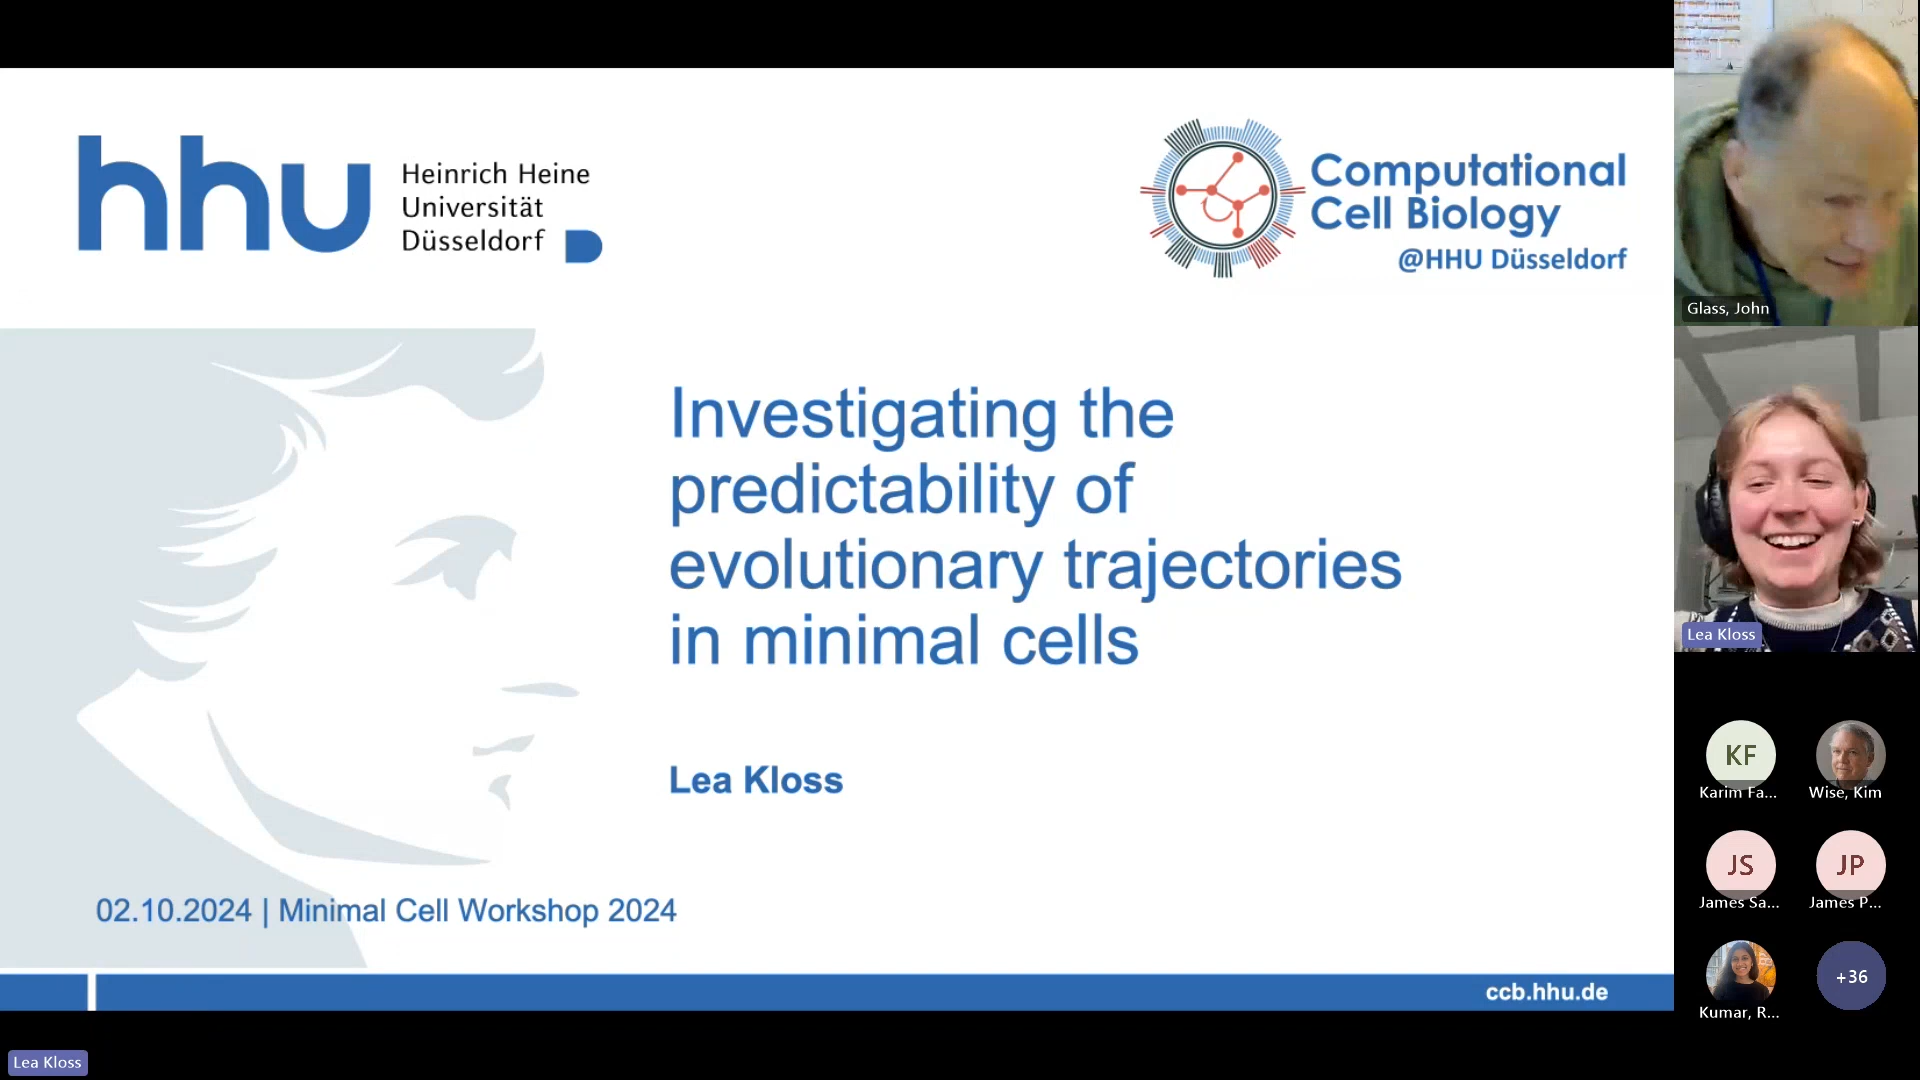 hhu
Heinrich Heine
Universität
Düsseldorf
Computational
Cell Biology
@HHU Düsseldorf
Investigating the
predictability of
evolutionary trajectories
in minimal cells
Lea Kloss
02.10.2024 | Minimal Cell Workshop 2024
ccb.hhu.de
Lea Kloss
Glass, John
Lea Kloss
KF
Karim Fa...
Wise, Kim
JS
James Sa...
JP
James P...
Kumar, R...
+36